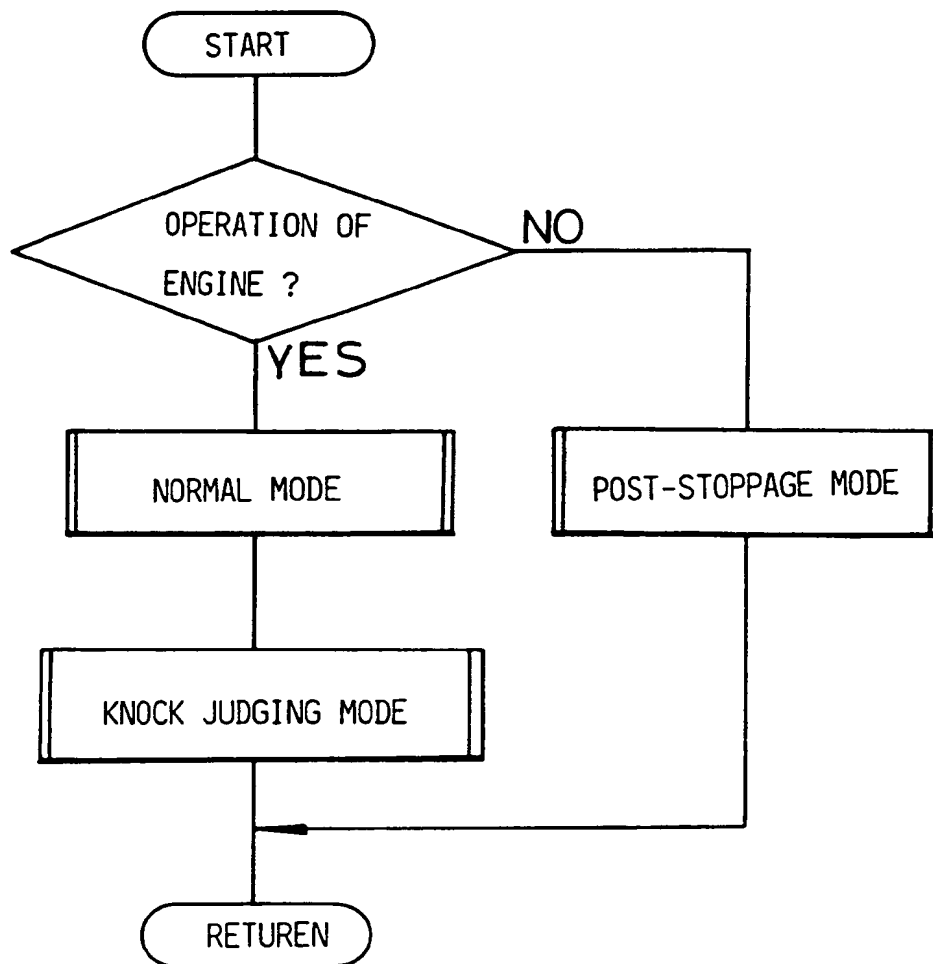 START
OPERATION OF
ENGINE ?
NO
YES
NORMAL MODE
POST-STOPPAGE MODE
KNOCK JUDGING MODE
RETUREN